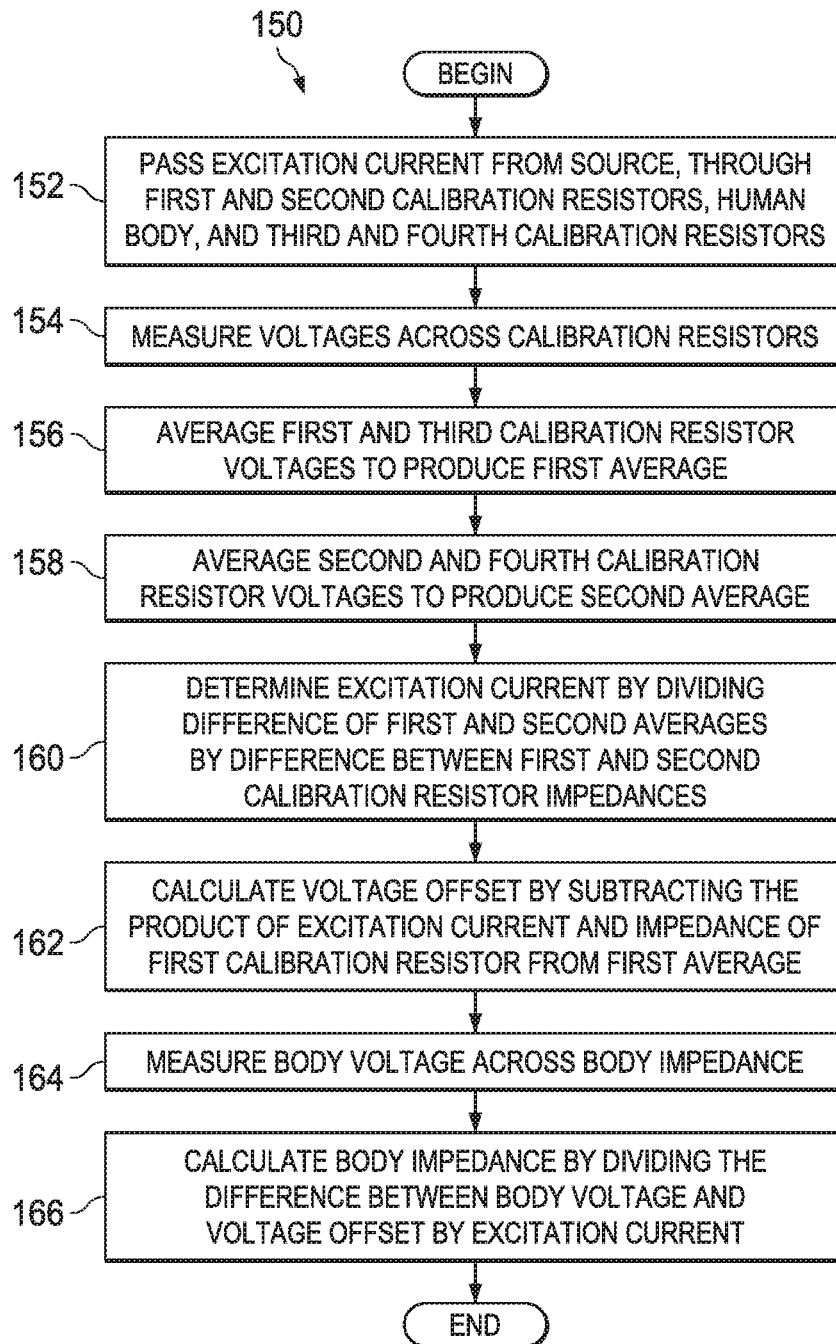 150
BEGIN
152
PASS EXCITATION CURRENT FROM SOURCE, THROUGH
FIRST AND SECOND CALIBRATION RESISTORS, HUMAN
BODY, AND THIRD AND FOURTH CALIBRATION RESISTORS
154
MEASURE VOLTAGES ACROSS CALIBRATION RESISTORS
156
AVERAGE FIRST AND THIRD CALIBRATION RESISTOR
VOLTAGES TO PRODUCE FIRST AVERAGE
158
AVERAGE SECOND AND FOURTH CALIBRATION
RESISTOR VOLTAGES TO PRODUCE SECOND AVERAGE
160
DETERMINE EXCITATION CURRENT BY DIVIDING
DIFFERENCE OF FIRST AND SECOND AVERAGES
BY DIFFERENCE BETWEEN FIRST AND SECOND
CALIBRATION RESISTOR IMPEDANCES
162
CALCULATE VOLTAGE OFFSET BY SUBTRACTING THE
PRODUCT OF EXCITATION CURRENT AND IMPEDANCE OF
FIRST CALIBRATION RESISTOR FROM FIRST AVERAGE
164
MEASURE BODY VOLTAGE ACROSS BODY IMPEDANCE
166
CALCULATE BODY IMPEDANCE BY DIVIDING THE
DIFFERENCE BETWEEN BODY VOLTAGE AND
VOLTAGE OFFSET BY EXCITATION CURRENT
END